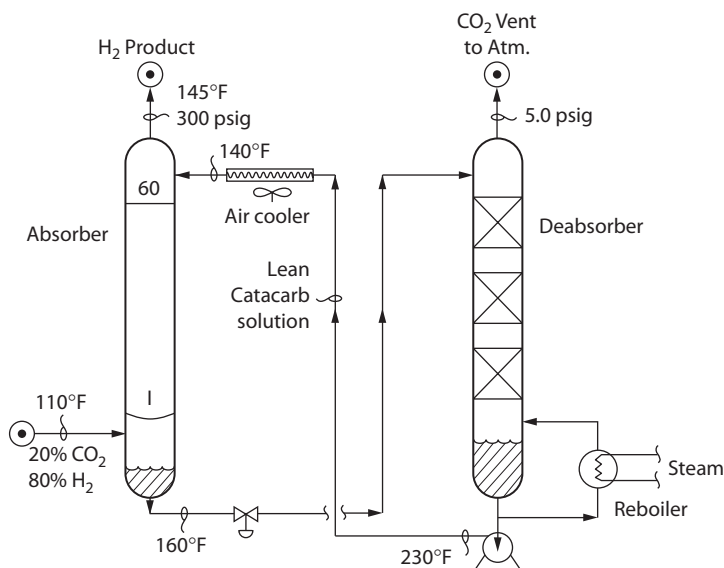 H2 Product
CO2 Vent
to Atm.
145°F
300 psig
5.0 psig
140°F
60
Air cooler
Absorber
Deabsorber
Lean
Catacarb
solution
I
110°F
20% CO2
80% H2
Steam
Reboiler
160°F
230°F